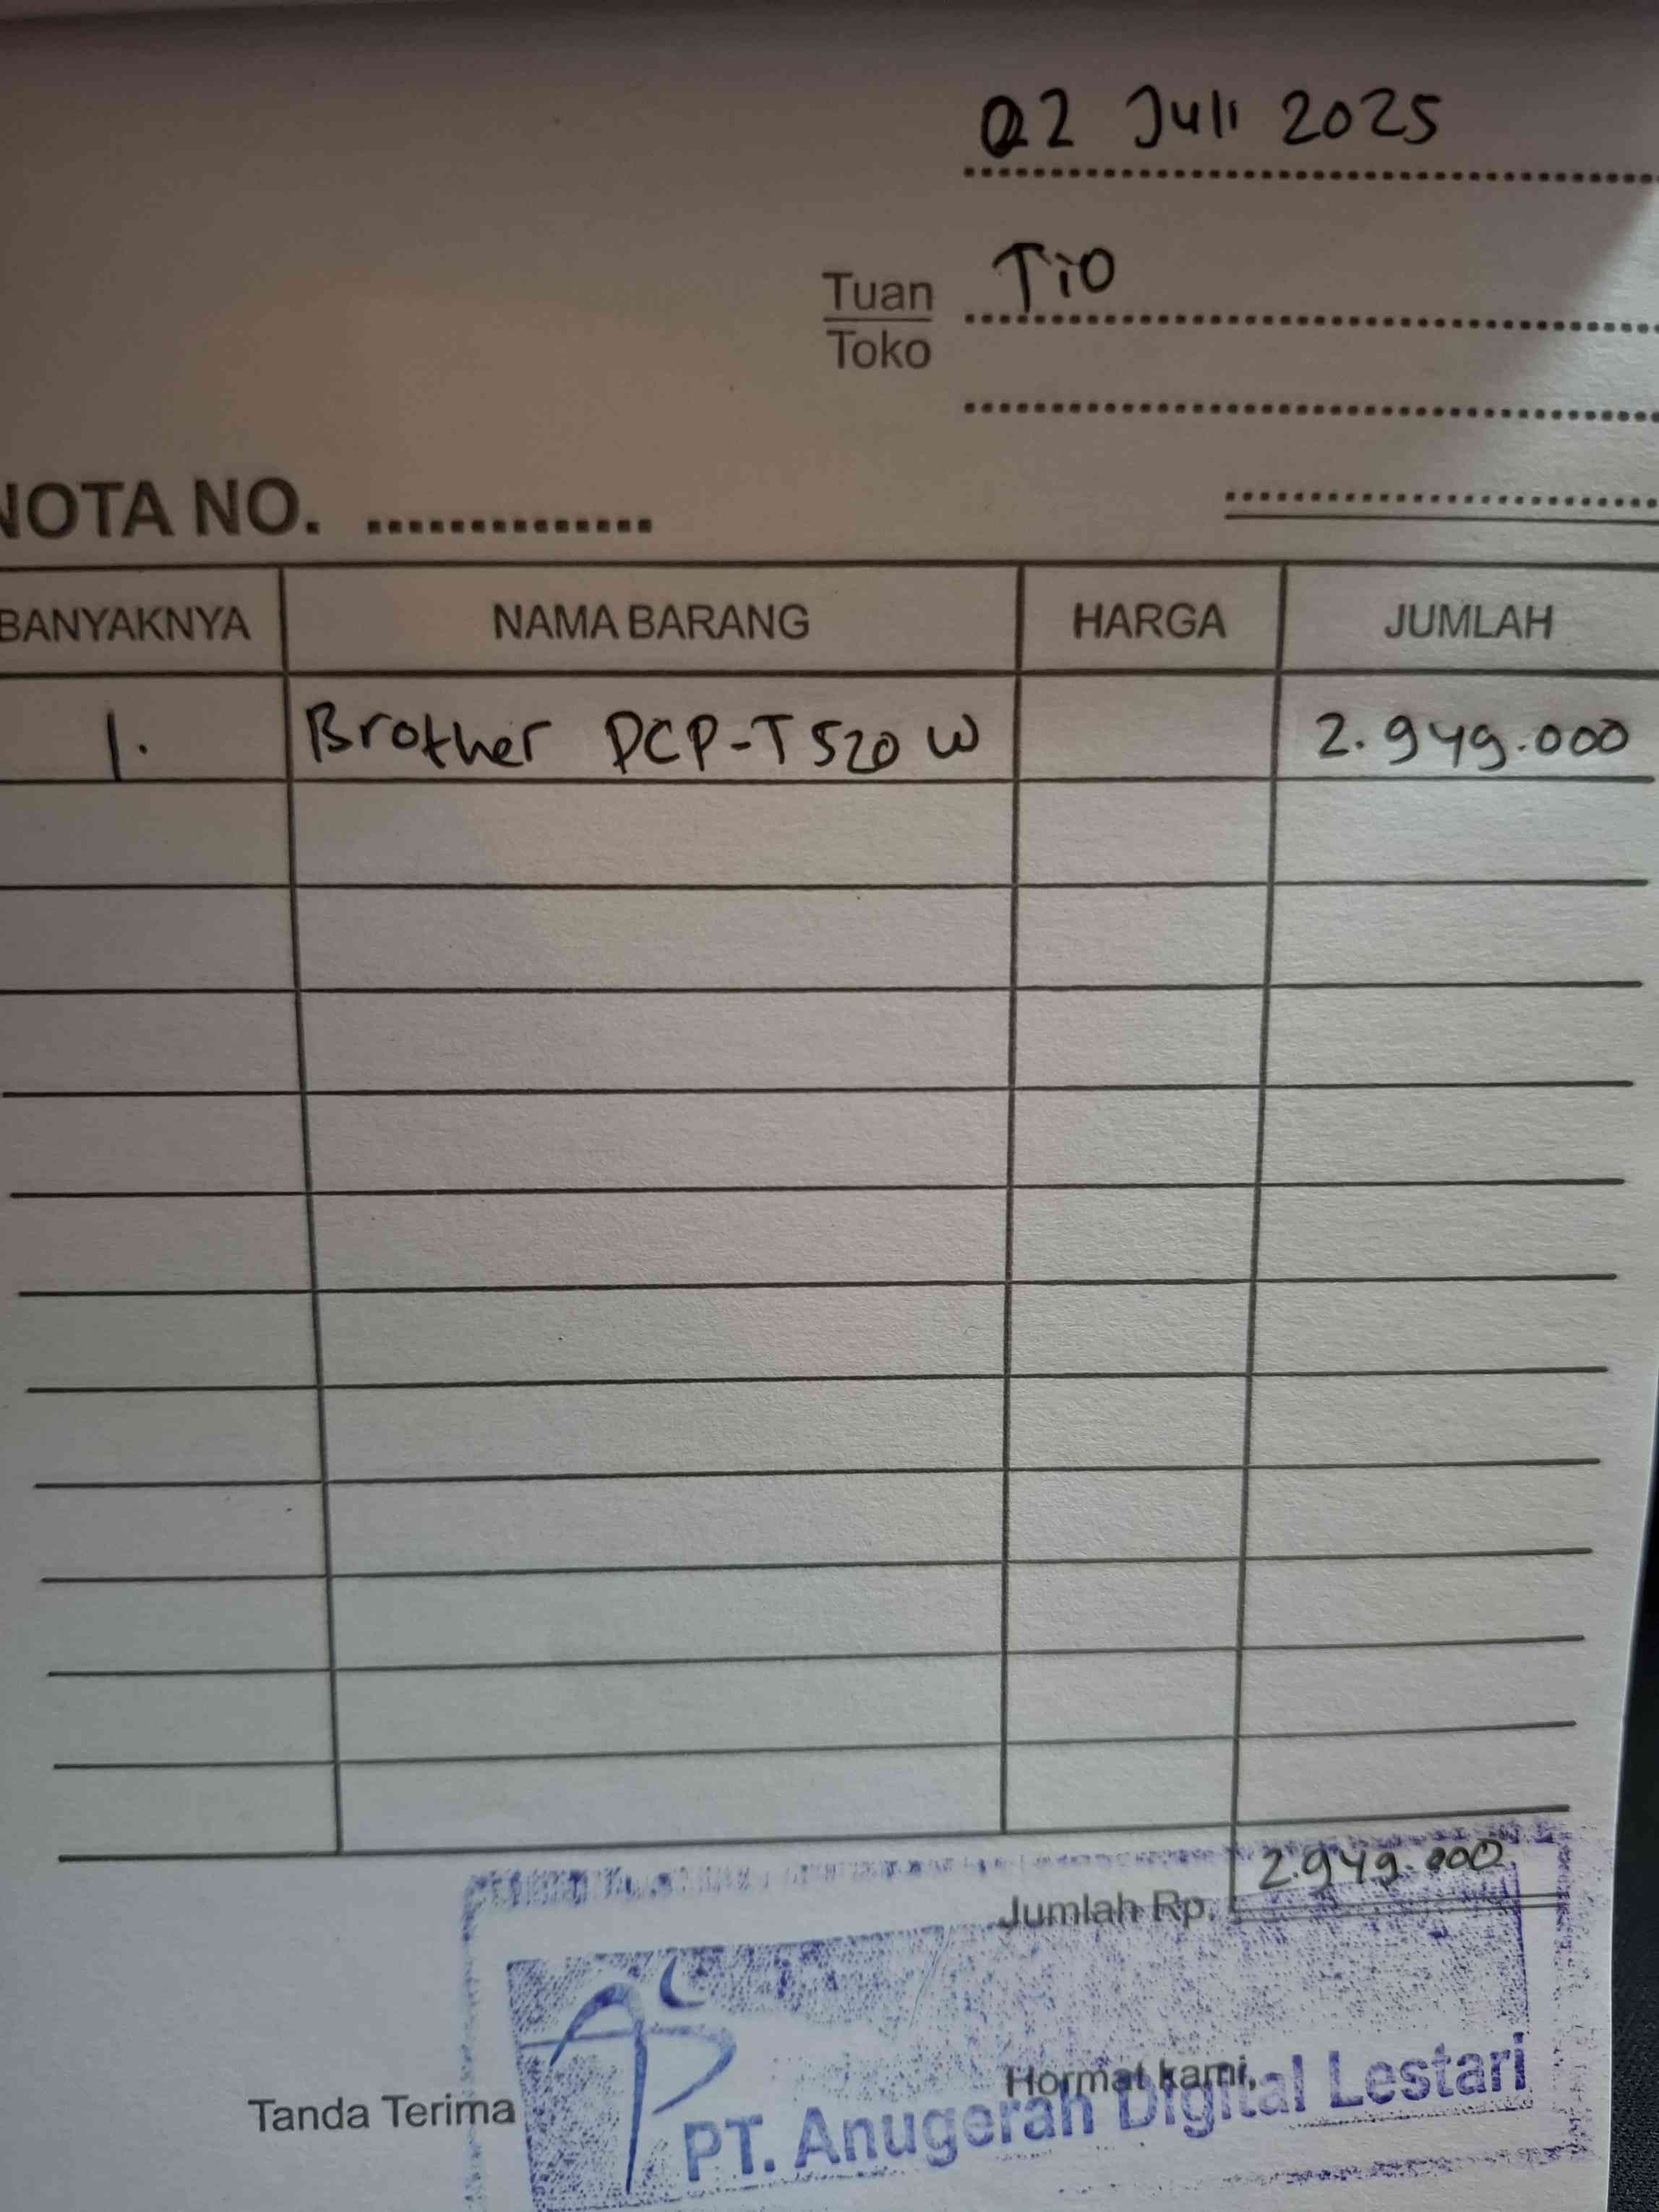 02 Juli 2025
Tuan Tio
Toko
NOTA NO. ..............
BANYAKNYA NAMA BARANG HARGA JUMLAH
1. Brother DCP-T520W 2.949.000
Jumlah Rp. 2.949.000
Tanda Terima Hormat kami,
PT. Anugerah Digital Lestari